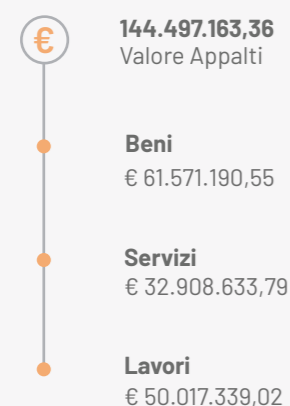 €
144.497.163,36
Valore Appalti
Beni
€ 61.571.190,55
Servizi
€ 32.908.633,79
Lavori
€ 50.017.339,02